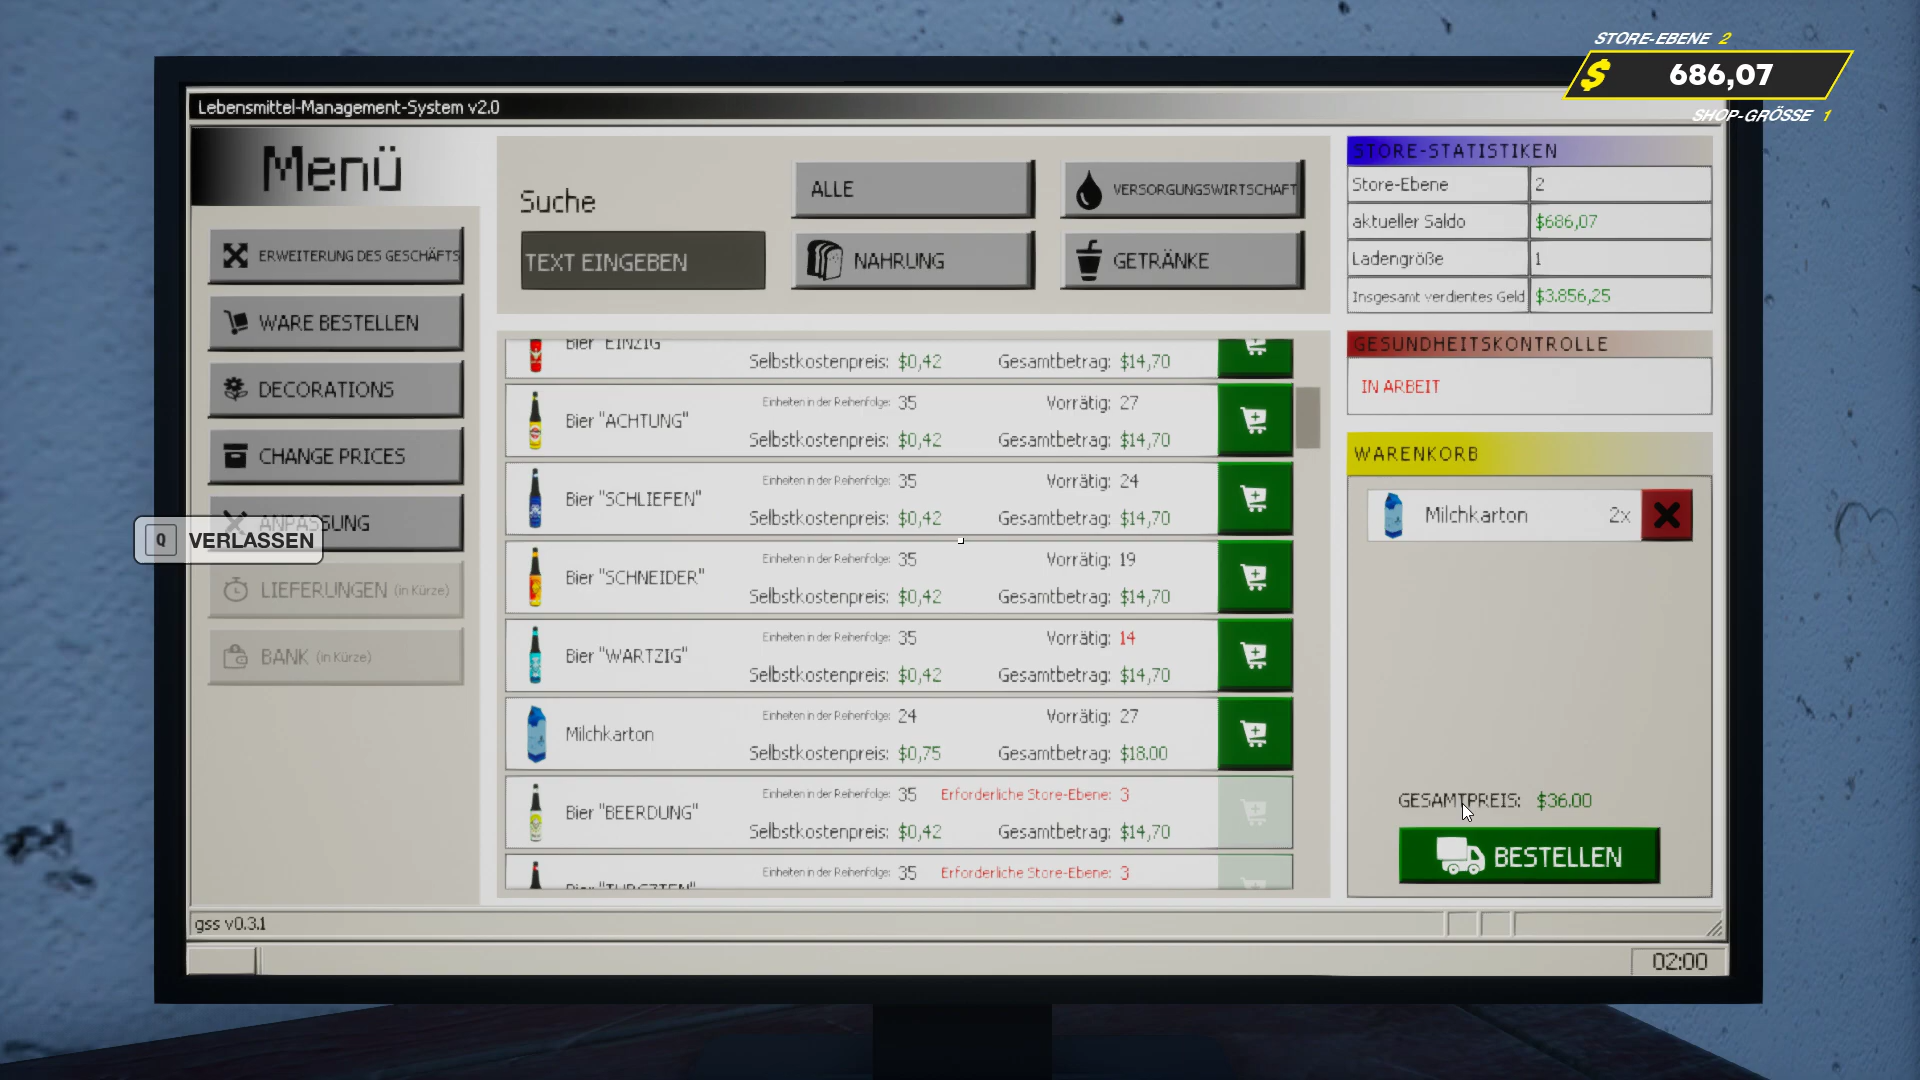 STORE-EBENE 2
$ 686,07
SHOP-GRÖSSE 1
Lebensmittel-Management-System v2.0
Menü
ERWEITERUNG DES GESCHÄFTS
WARE BESTELLEN
DECORATIONS
CHANGE PRICES
ANPASSUNG
Q VERLASSEN
LIEFERUNGEN (in Kürze)
BANK (in Kürze)
Suche
TEXT EINGEBEN
ALLE
VERSORGUNGSWIRTSCHAFT
NAHRUNG
GETRÄNKE
Bier "EINZIG"
Selbstkostenpreis: $0,42 Gesamtbetrag: $14,70
Bier "ACHTUNG"
Einheiten in der Reihenfolge: 35 Vorrätig: 27
Selbstkostenpreis: $0,42 Gesamtbetrag: $14,70
Bier "SCHLIEFEN"
Einheiten in der Reihenfolge: 35 Vorrätig: 24
Selbstkostenpreis: $0,42 Gesamtbetrag: $14,70
Bier "SCHNEIDER"
Einheiten in der Reihenfolge: 35 Vorrätig: 19
Selbstkostenpreis: $0,42 Gesamtbetrag: $14,70
Bier "WARTZIG"
Einheiten in der Reihenfolge: 35 Vorrätig: 14
Selbstkostenpreis: $0,42 Gesamtbetrag: $14,70
Milchkarton
Einheiten in der Reihenfolge: 24 Vorrätig: 27
Selbstkostenpreis: $0,75 Gesamtbetrag: $18.00
Bier "BEERDUNG"
Einheiten in der Reihenfolge: 35 Erforderliche Store-Ebene: 3
Selbstkostenpreis: $0,42 Gesamtbetrag: $14,70
Bier
Einheiten in der Reihenfolge: 35 Erforderliche Store-Ebene: 3
STORE-STATISTIKEN
Store-Ebene 2
aktueller Saldo $686,07
Ladengröße 1
Insgesamt verdientes Geld $3.856,25
GESUNDHEITSKONTROLLE
IN ARBEIT
WARENKORB
Milchkarton 2x
GESAMTPREIS: $36.00
BESTELLEN
gss v0.3.1
02:00